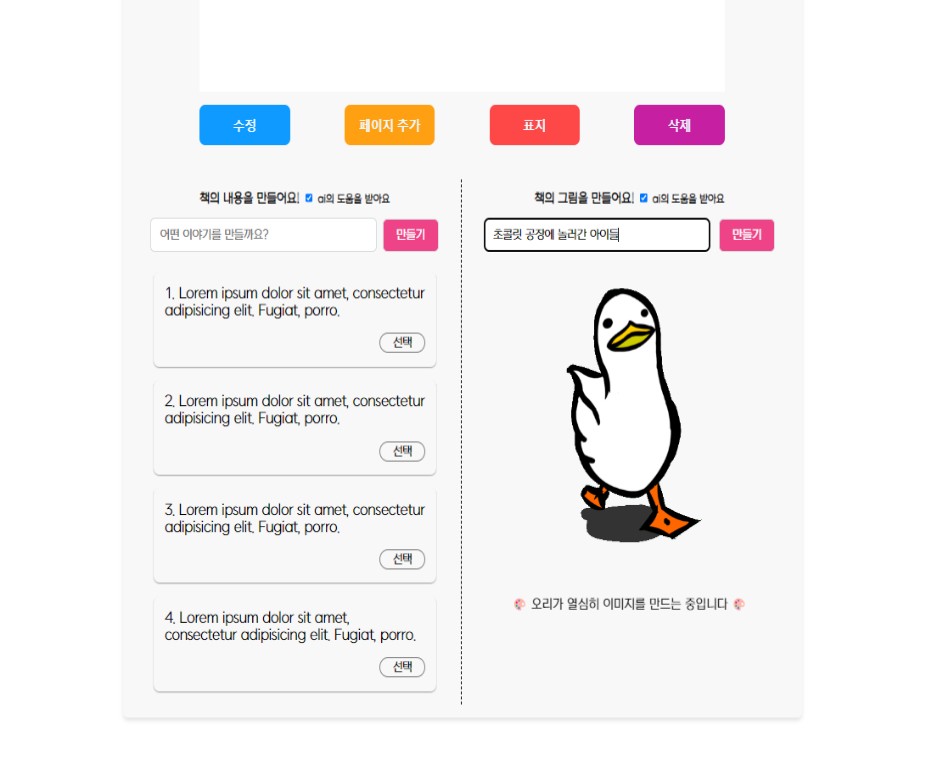 수정
페이지 추가
표지
삭제
책의 내용을 만들어요! ai의 도움을 받아요
어떤 이야기를 만들까요?
만들기
1. Lorem ipsum dolor sit amet, consectetur
adipisicing elit. Fugiat, porro.
선택
2. Lorem ipsum dolor sit amet, consectetur
adipisicing elit. Fugiat, porro.
선택
3. Lorem ipsum dolor sit amet, consectetur
adipisicing elit. Fugiat, porro.
선택
4. Lorem ipsum dolor sit amet,
consectetur adipisicing elit. Fugiat, porro.
선택
책의 그림을 만들어요! ai의 도움을 받아요
초콜릿 공장에 놀러간 아이들
만들기
오리가 열심히 이미지를 만드는 중입니다